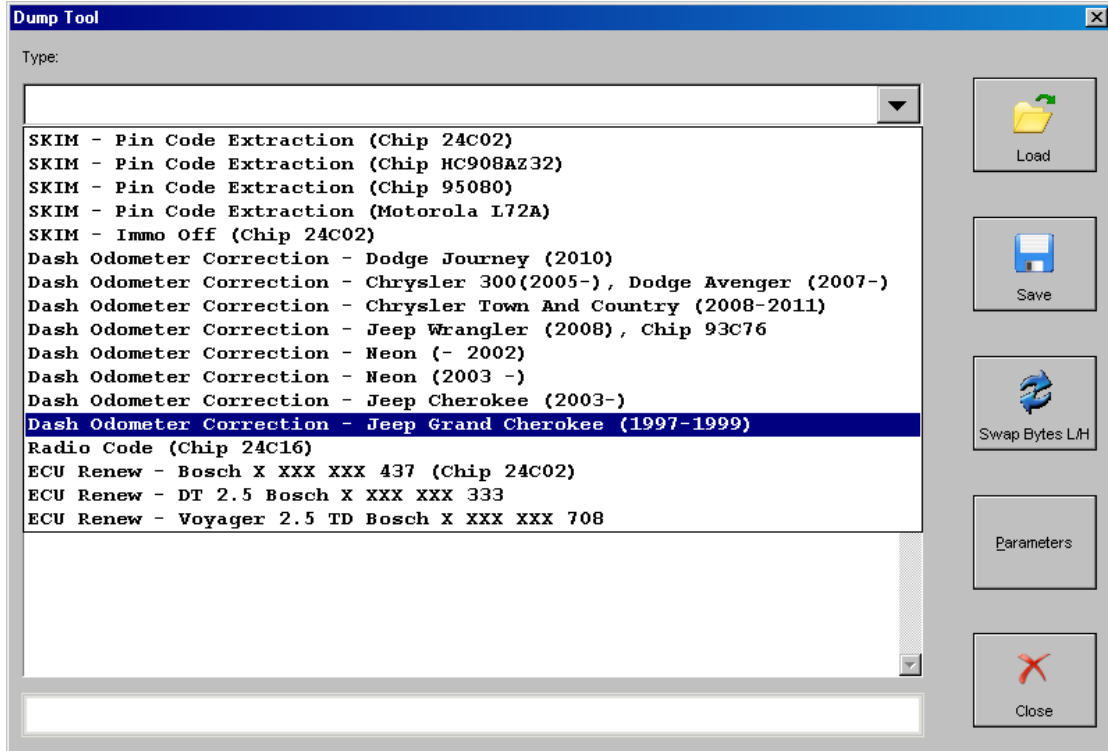 Dump Tool
Type:
SKIM - Pin Code Extraction (Chip 24C02)
SKIM - Pin Code Extraction (Chip HC908AZ32)
SKIM - Pin Code Extraction (Chip 95080)
SKIM - Pin Code Extraction (Motorola L72A)
SKIM - Immo Off (Chip 24C02)
Dash Odometer Correction - Dodge Journey (2010)
Dash Odometer Correction - Chrysler 300(2005-), Dodge Avenger (2007-)
Dash Odometer Correction - Chrysler Town And Country (2008-2011)
Dash Odometer Correction - Jeep Wrangler (2008), Chip 93C76
Dash Odometer Correction - Neon (- 2002)
Dash Odometer Correction - Neon (2003 -)
Dash Odometer Correction - Jeep Cherokee (2003-)
Dash Odometer Correction - Jeep Grand Cherokee (1997-1999)
Radio Code (Chip 24C16)
ECU Renew - Bosch X XXX XXX 437 (Chip 24C02)
ECU Renew - DT 2.5 Bosch X XXX XXX 333
ECU Renew - Voyager 2.5 TD Bosch X XXX XXX 708
Load
Save
Swap Bytes L/H
Parameters
Close